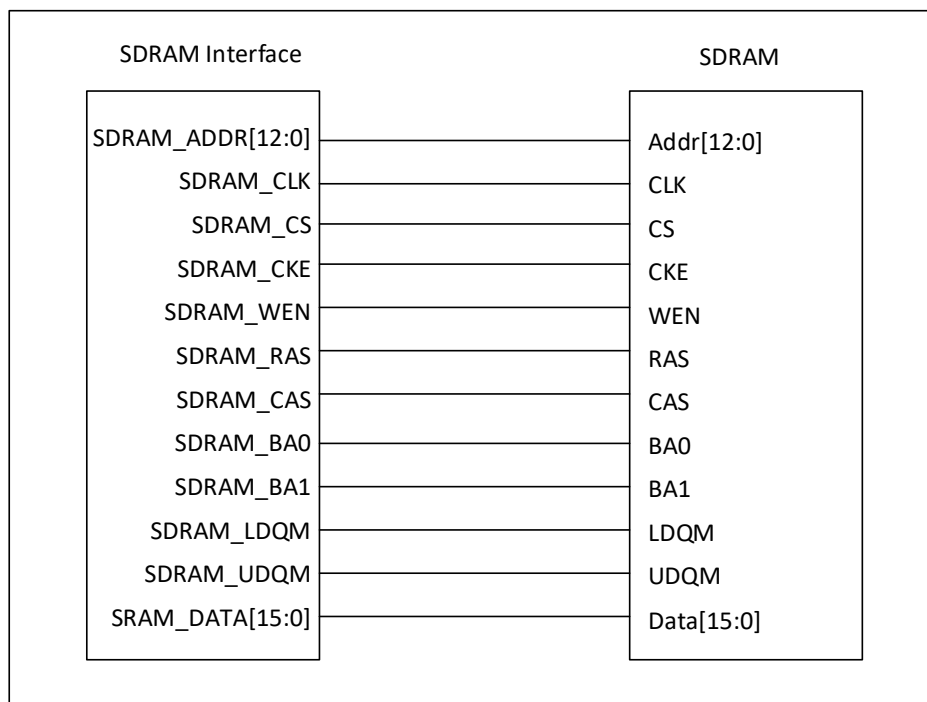 SDRAM Interface
SDRAM
SDRAM_ADDR[12:0]
Addr[12:0]
SDRAM_CLK
CLK
SDRAM_CS
CS
SDRAM_CKE
CKE
SDRAM_WEN
WEN
SDRAM_RAS
RAS
SDRAM_CAS
CAS
SDRAM_BA0
BA0
SDRAM_BA1
BA1
SDRAM_LDQM
LDQM
SDRAM_UDQM
UDQM
SRAM_DATA[15:0]
Data[15:0]